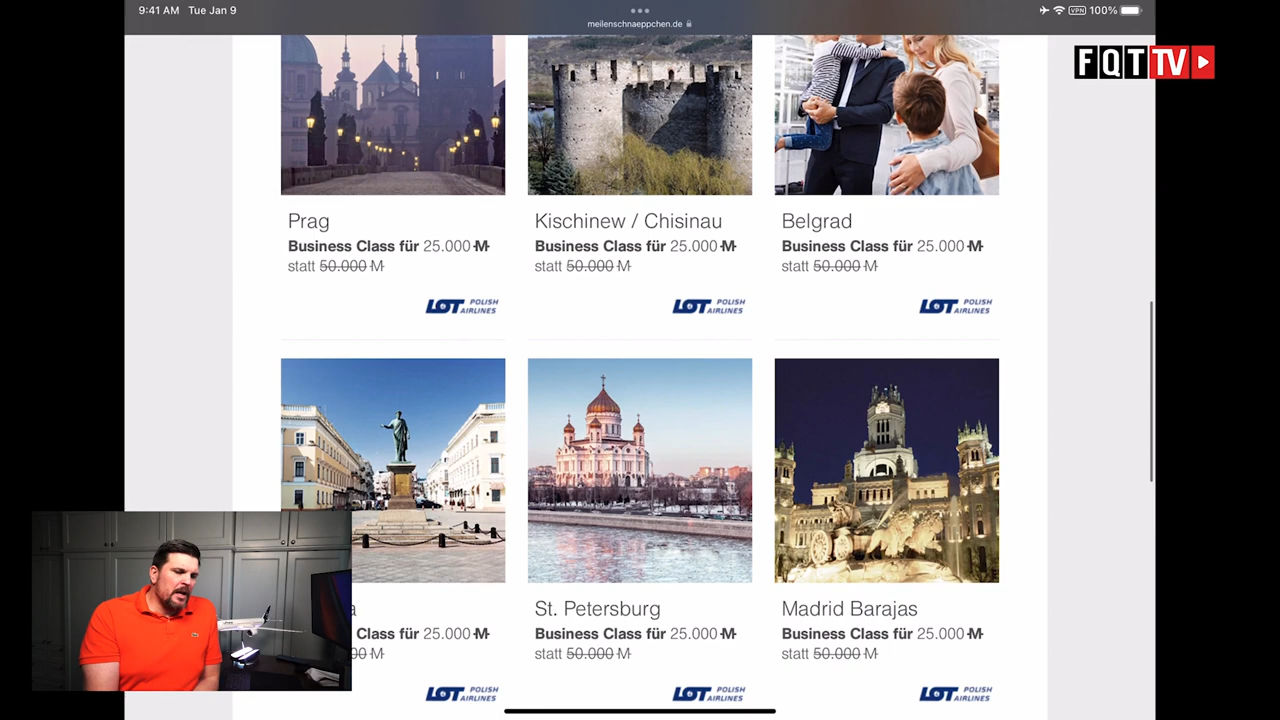 9:41 AM Tue Jan 9
meilenschnaeppchen.de
VPN 100%
FQT TV
Prag
Business Class für 25.000 M
statt 50.000 M
LOT POLISH AIRLINES
Kischinew / Chisinau
Business Class für 25.000 M
statt 50.000 M
LOT POLISH AIRLINES
Belgrad
Business Class für 25.000 M
statt 50.000 M
LOT POLISH AIRLINES
a
Class für 25.000 M
00 M
LOT POLISH AIRLINES
St. Petersburg
Business Class für 25.000 M
statt 50.000 M
LOT POLISH AIRLINES
Madrid Barajas
Business Class für 25.000 M
statt 50.000 M
LOT POLISH AIRLINES